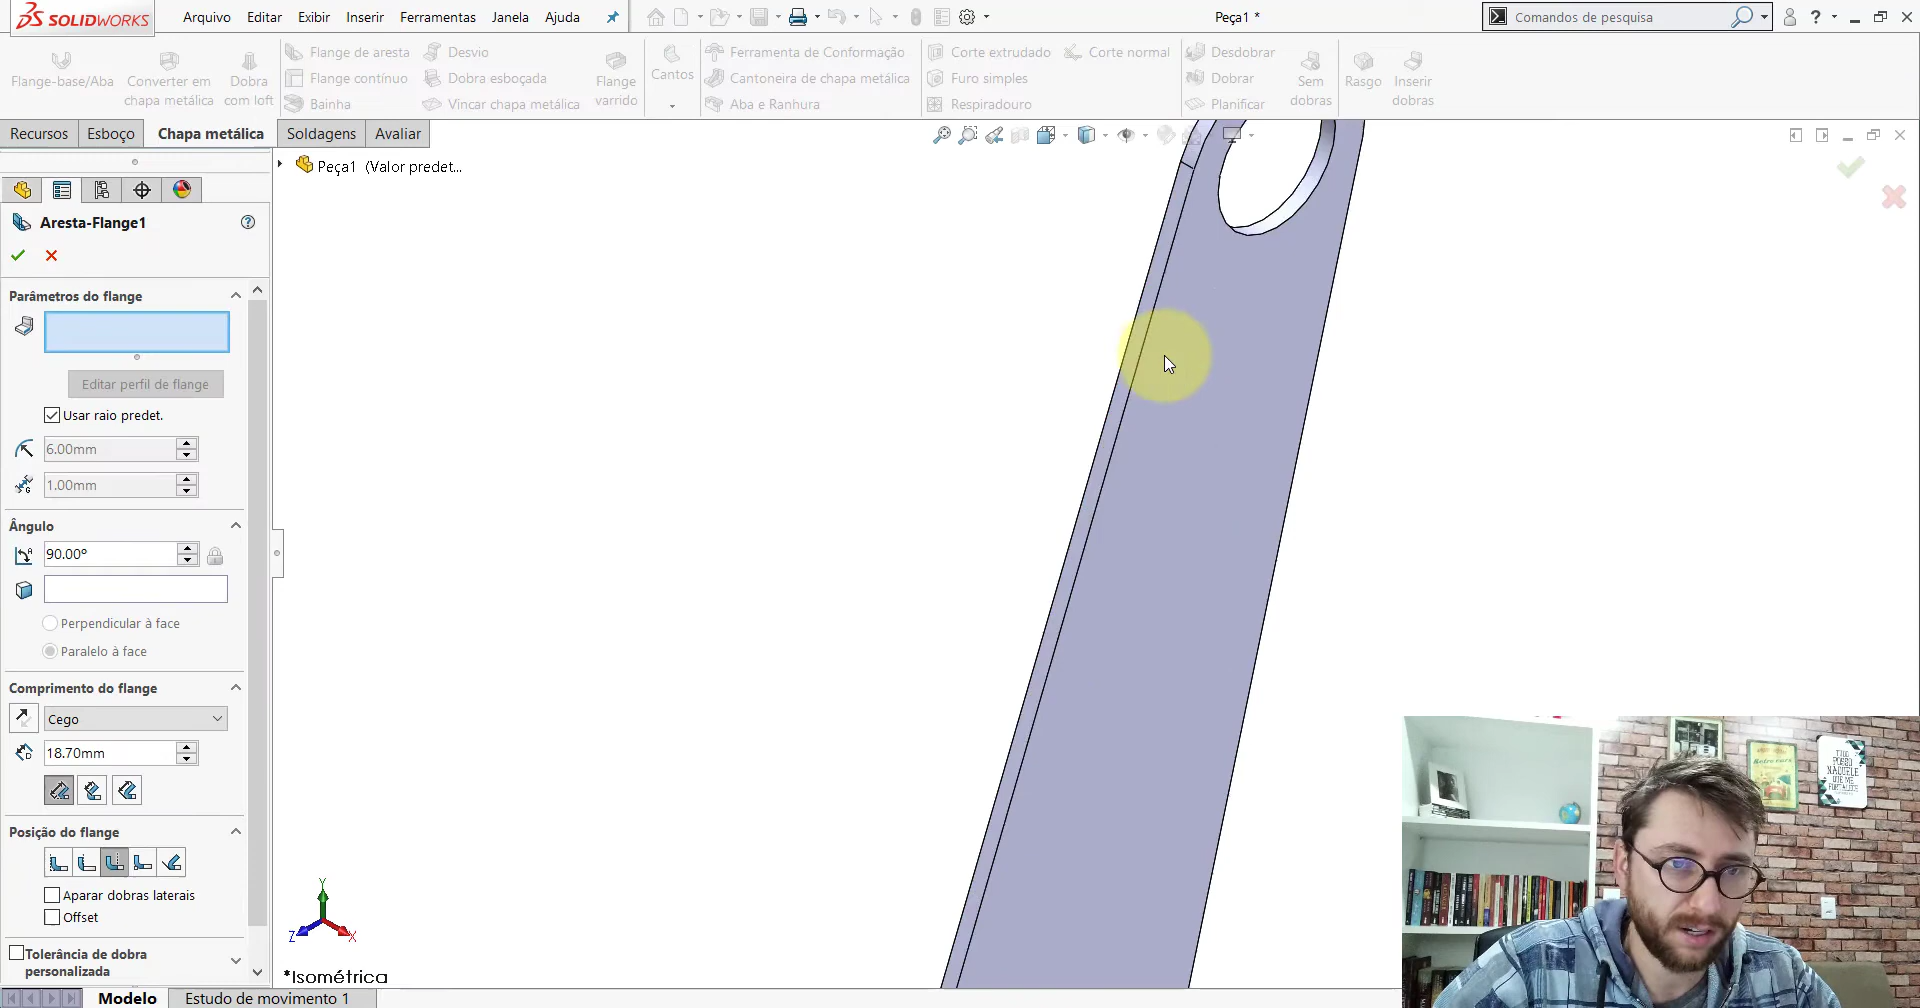 SOLIDWORKS
Arquivo Editar Exibir Inserir Ferramentas Janela Ajuda
Peça1 *
Comandos de pesquisa
Flange-base/Aba
Converter em
chapa metálica
Dobra
com loft
Flange de aresta
Flange contínuo
Bainha
Desvio
Dobra esboçada
Vincar chapa metálica
Flange
varrido
Cantos
Ferramenta de Conformação
Cantoneira de chapa metálica
Aba e Ranhura
Corte extrudado
Furo simples
Respiradouro
Corte normal
Desdobrar
Dobrar
Planificar
Sem
dobras
Rasgo
Inserir
dobras
Recursos Esboço Chapa metálica Soldagens Avaliar
Peça1 (Valor predet...
Aresta-Flange1
Parâmetros do flange
Editar perfil de flange
Usar raio predet.
6.00mm
1.00mm
Ângulo
90.00°
Perpendicular à face
Paralelo à face
Comprimento do flange
Cego
18.70mm
Posição do flange
Aparar dobras laterais
Offset
Tolerância de dobra
personalizada
Y
Z
X
*Isométrica
Modelo Estudo de movimento 1
TUDO
POSSO
NAQUELE
QUE ME
FORTALECE